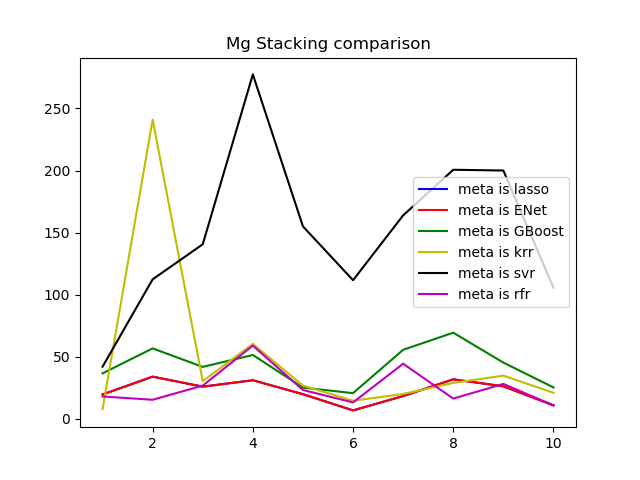 Mg Stacking comparison
250
200
150
100
50
0
2
4
6
8
10
meta is lasso
meta is ENet
meta is GBoost
meta is krr
meta is svr
meta is rfr